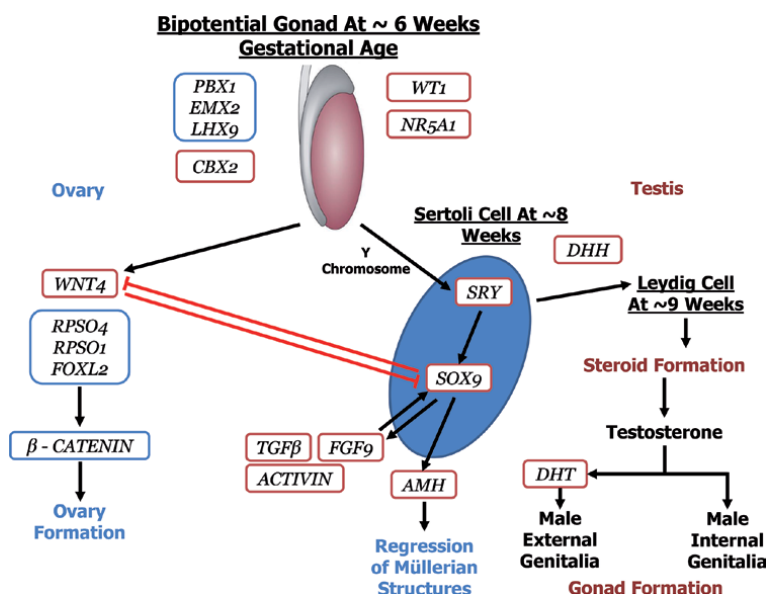 Bipotential Gonad At ~ 6 Weeks
Gestational Age
PBX1
EMX2
LHX9
CBX2
WT1
NR5A1
Ovary
Testis
Sertoli Cell At ~8
Weeks
DHH
Y
Chromosome
WNT4
SRY
Leydig Cell
At ~9 Weeks
RPSO4
RPSO1
FOXL2
SOX9
Steroid Formation
β - CATENIN
TGFβ
FGF9
ACTIVIN
AMH
Testosterone
DHT
Ovary
Formation
Regression
of Müllerian
Structures
Male
External
Genitalia
Male
Internal
Genitalia
Gonad Formation